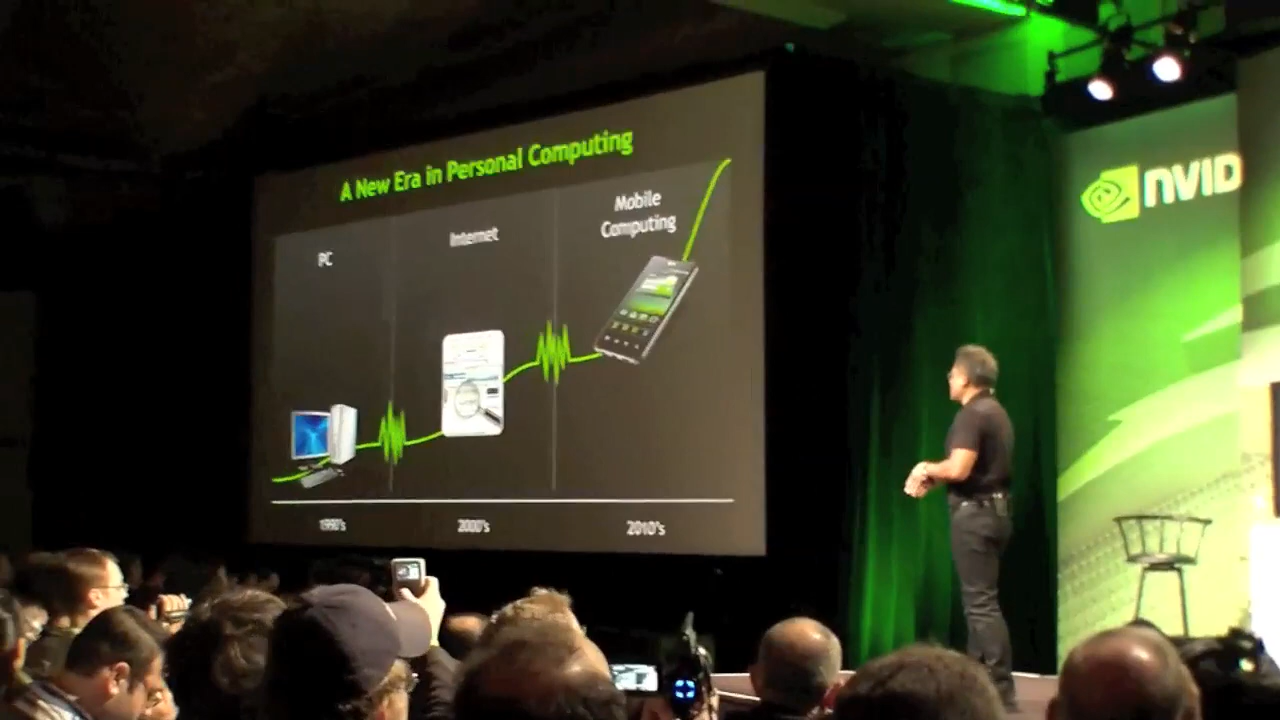 A New Era in Personal Computing
PC
Internet
Mobile
Computing
1990's
2000's
2010's
NVID